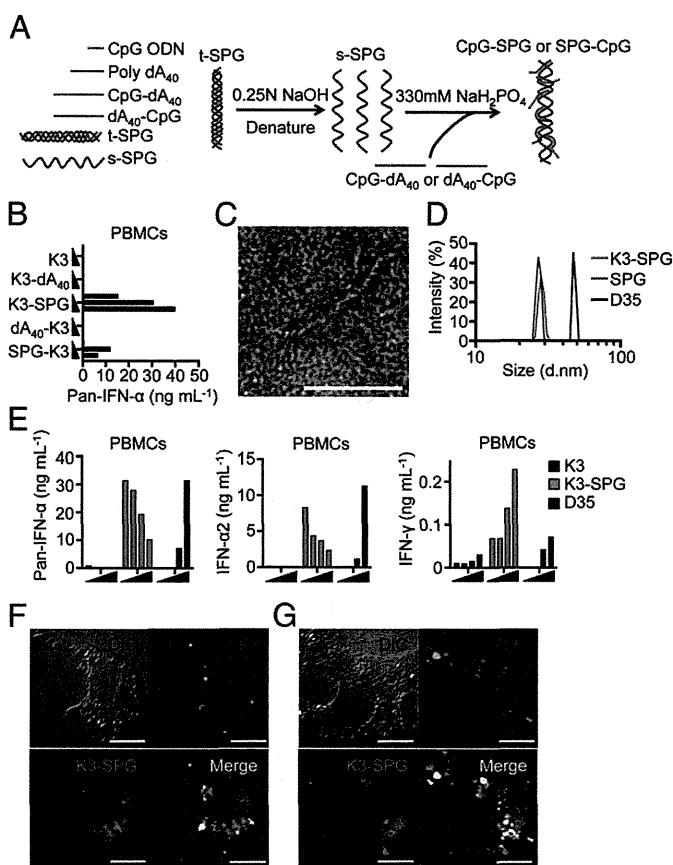 A
CpG ODN
Poly dA40
CpG-dA40
dA40-CpG
t-SPG
s-SPG
t-SPG
0.25N NaOH
Denature
s-SPG
330mM NaH2PO4
CpG-dA40 or dA40-CpG
CpG-SPG or SPG-CpG
B
PBMCs
K3
K3-dA40
K3-SPG
dA40-K3
SPG-K3
0 10 20 30 40 50
Pan-IFN-α (ng mL-1)
C
D
Intensity (%)
50
40
30
20
10
0
10 100
Size (d.nm)
K3-SPG
SPG
D35
E
PBMCs
Pan-IFN-α (ng mL-1)
40
30
20
10
0
PBMCs
IFN-α2 (ng mL-1)
15
10
5
0
PBMCs
IFN-γ (ng mL-1)
0.2
0.1
0
K3
K3-SPG
D35
F
K3-SPG
Merge
G
DIC
K3-SPG
Merge